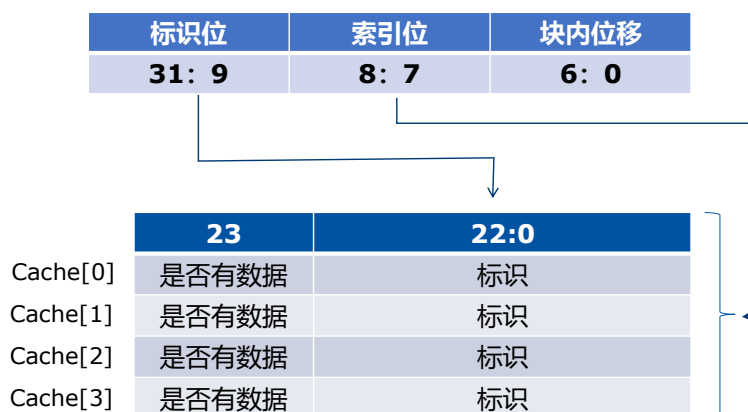 标识位 索引位 块内位移
31：9 8：7 6：0
23 22:0
Cache[0] 是否有数据 标识
Cache[1] 是否有数据 标识
Cache[2] 是否有数据 标识
Cache[3] 是否有数据 标识